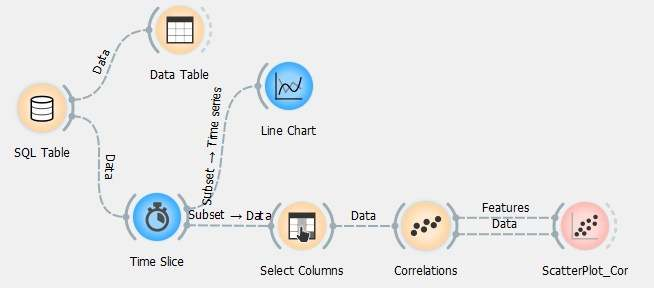 Data
Data Table
SQL Table
Data
Subset → Time series
Line Chart
Time Slice
Subset → Data
Select Columns
Data
Correlations
Features
Data
ScatterPlot_Cor